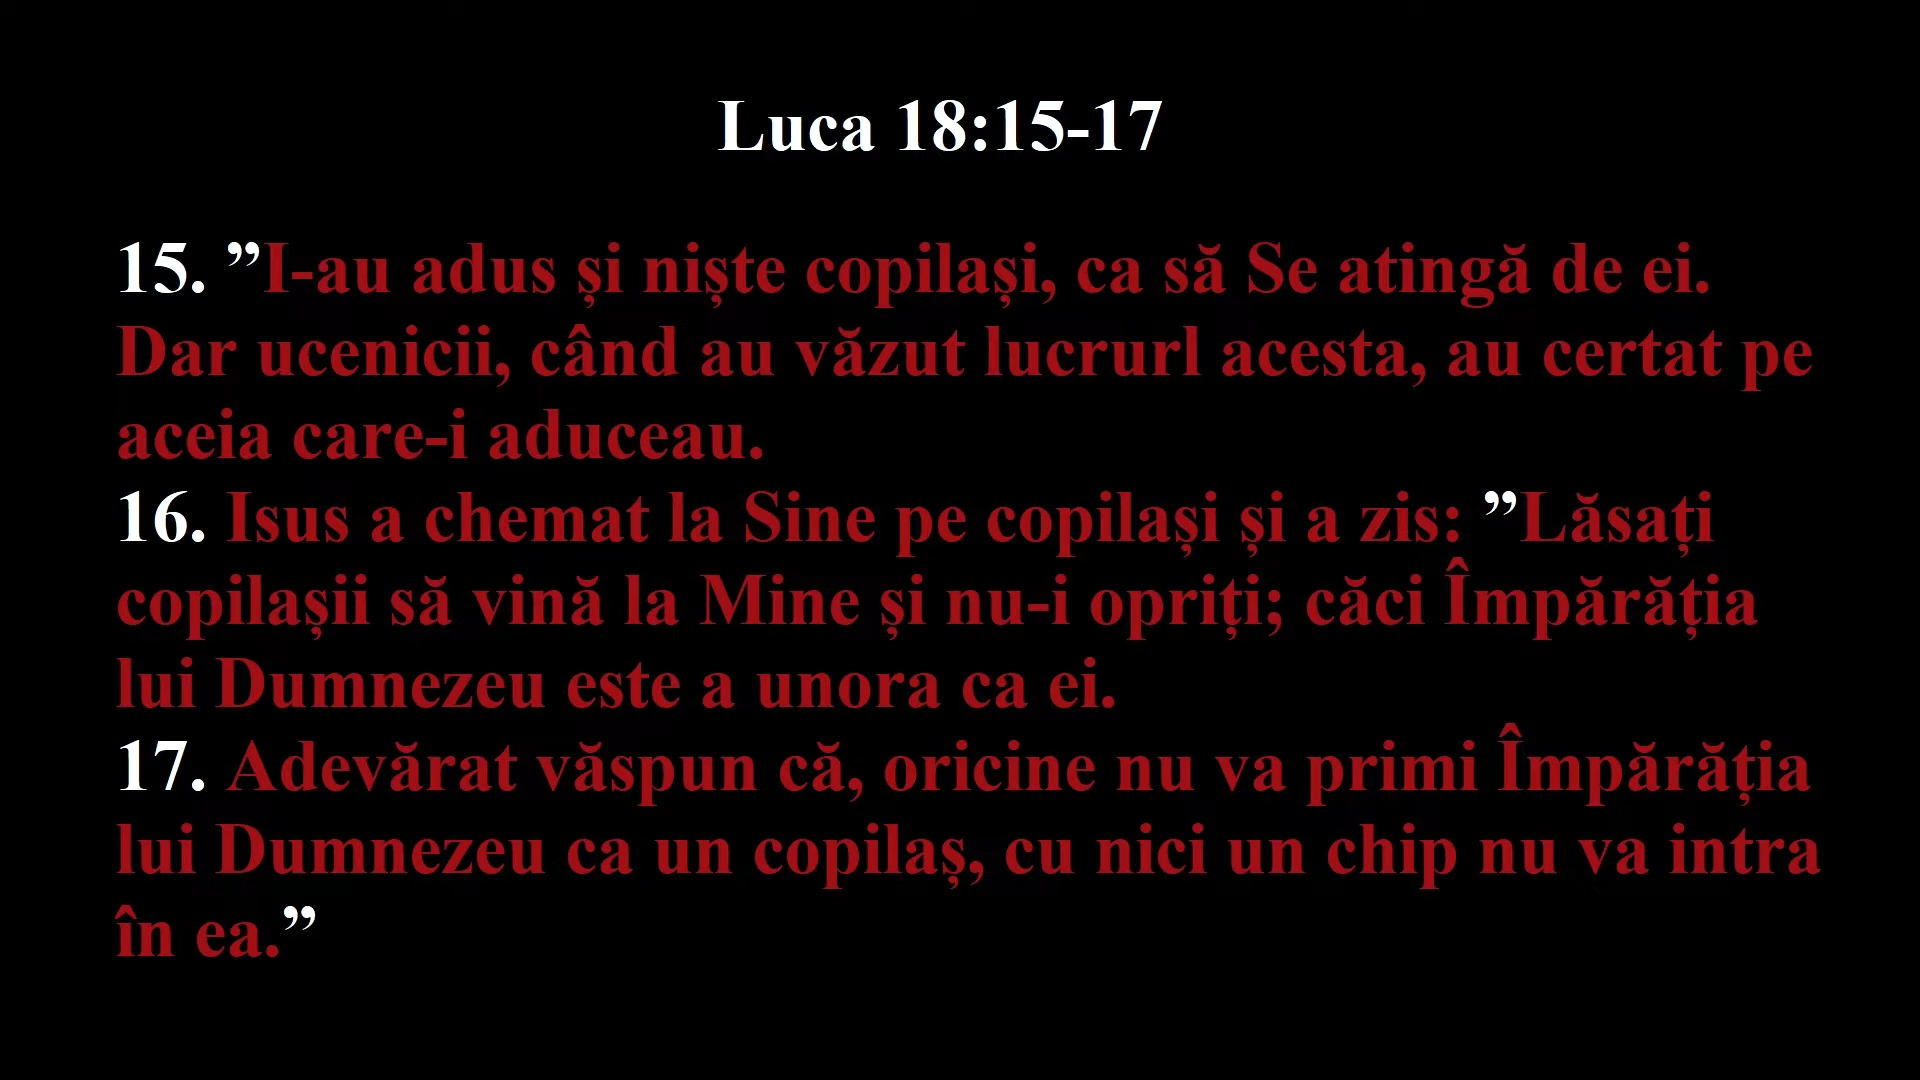 Luca 18:15-17
15. ”I-au adus și niște copilași, ca să Se atingă de ei.
Dar ucenicii, când au văzut lucrurl acesta, au certat pe
aceia care-i aduceau.
16. Isus a chemat la Sine pe copilași și a zis: ”Lăsați
copilașii să vină la Mine și nu-i opriți; căci Împărăția
lui Dumnezeu este a unora ca ei.
17. Adevărat văspun că, oricine nu va primi Împărăția
lui Dumnezeu ca un copilaș, cu nici un chip nu va intra
în ea.”